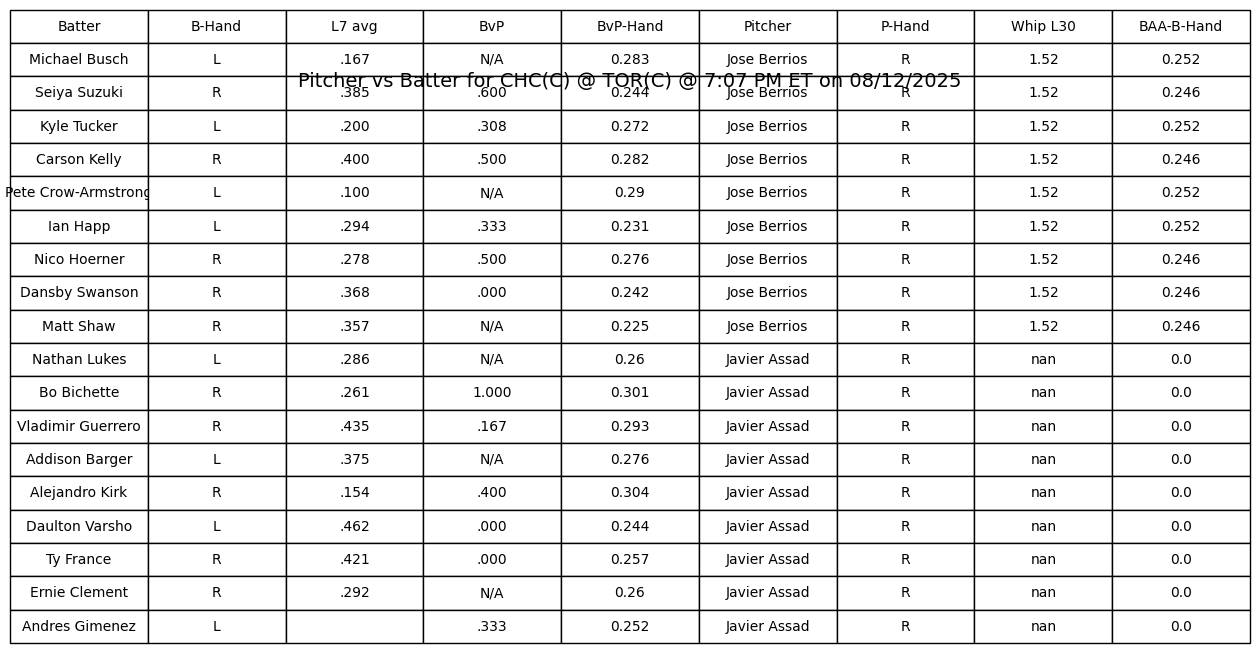 Batter B-Hand L7 avg BvP BvP-Hand Pitcher P-Hand Whip L30 BAA-B-Hand
Michael Busch L .167 N/A 0.283 Jose Berrios R 1.52 0.252
Pitcher vs Batter for CHC(C) @ TOR(C) @ 7:07 PM ET on 08/12/2025
Seiya Suzuki R .385 .600 0.244 Jose Berrios R 1.52 0.246
Kyle Tucker L .200 .308 0.272 Jose Berrios R 1.52 0.252
Carson Kelly R .400 .500 0.282 Jose Berrios R 1.52 0.246
Pete Crow-Armstrong L .100 N/A 0.29 Jose Berrios R 1.52 0.252
Ian Happ L .294 .333 0.231 Jose Berrios R 1.52 0.252
Nico Hoerner R .278 .500 0.276 Jose Berrios R 1.52 0.246
Dansby Swanson R .368 .000 0.242 Jose Berrios R 1.52 0.246
Matt Shaw R .357 N/A 0.225 Jose Berrios R 1.52 0.246
Nathan Lukes L .286 N/A 0.26 Javier Assad R nan 0.0
Bo Bichette R .261 1.000 0.301 Javier Assad R nan 0.0
Vladimir Guerrero R .435 .167 0.293 Javier Assad R nan 0.0
Addison Barger L .375 N/A 0.276 Javier Assad R nan 0.0
Alejandro Kirk R .154 .400 0.304 Javier Assad R nan 0.0
Daulton Varsho L .462 .000 0.244 Javier Assad R nan 0.0
Ty France R .421 .000 0.257 Javier Assad R nan 0.0
Ernie Clement R .292 N/A 0.26 Javier Assad R nan 0.0
Andres Gimenez L .333 0.252 Javier Assad R nan 0.0